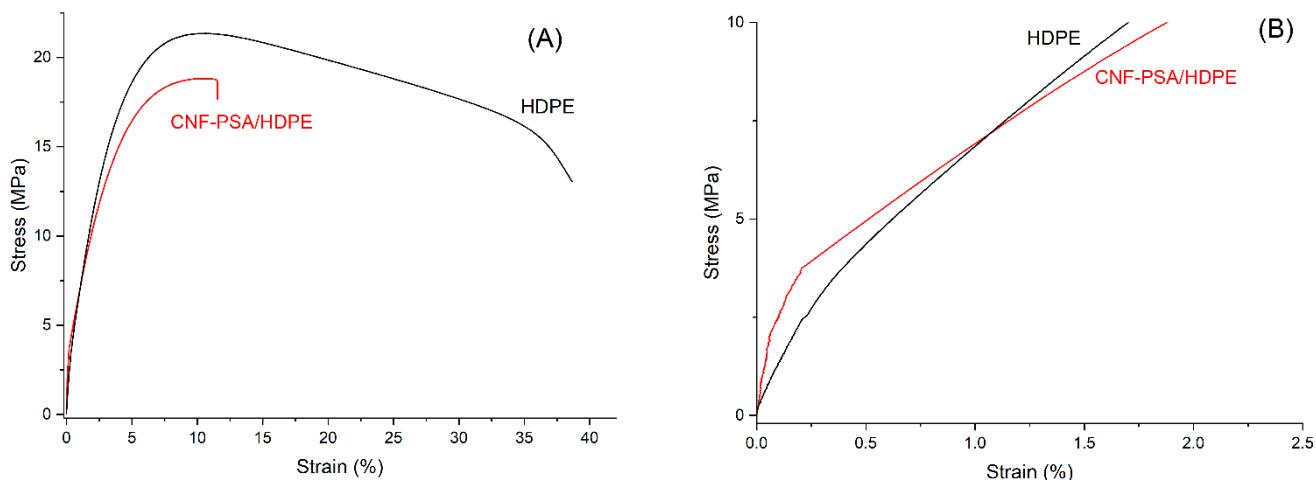 (A)
20
15
10
5
0
Stress (MPa)
HDPE
CNF-PSA/HDPE
0 5 10 15 20 25 30 35 40
Strain (%)
(B)
10
5
0
Stress (MPa)
HDPE
CNF-PSA/HDPE
0.0 0.5 1.0 1.5 2.0 2.5
Strain (%)